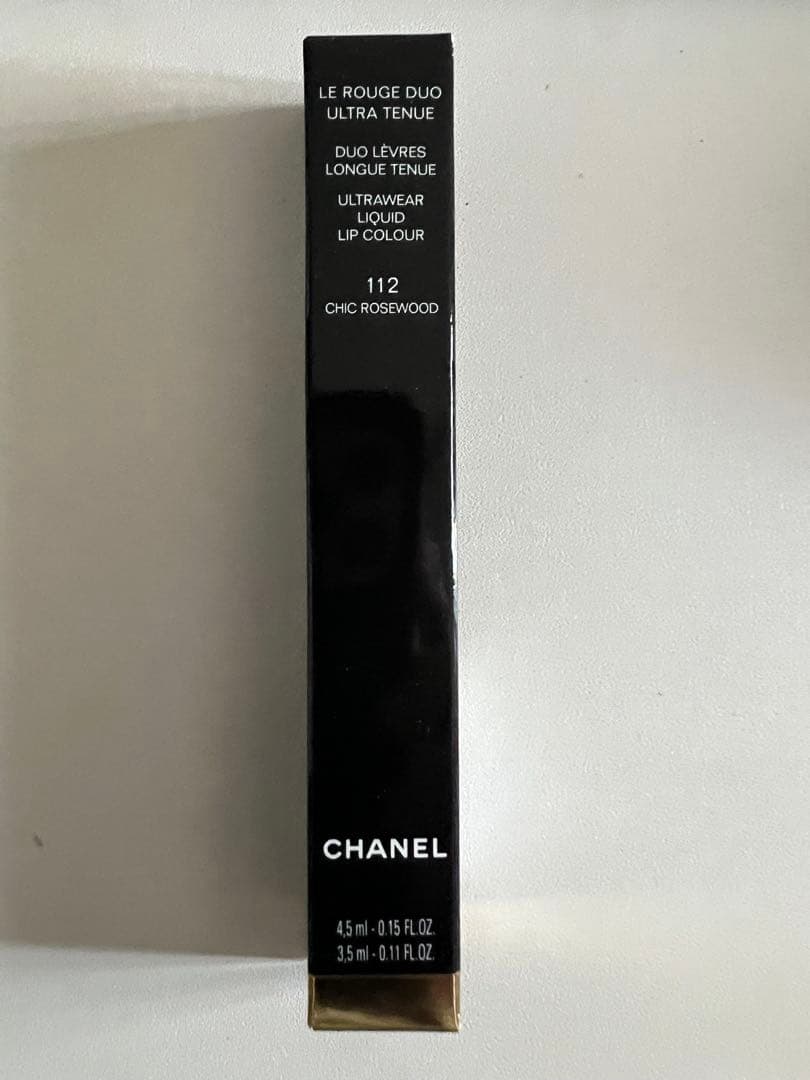 LE ROUGE DUO
ULTRA TENUE
DUO LÈVRES
LONGUE TENUE
ULTRAWEAR
LIQUID
LIP COLOUR
112
CHIC ROSEWOOD
CHANEL
4,5 ml - 0.15 FL.OZ.
3,5 ml - 0.11 FL.OZ.